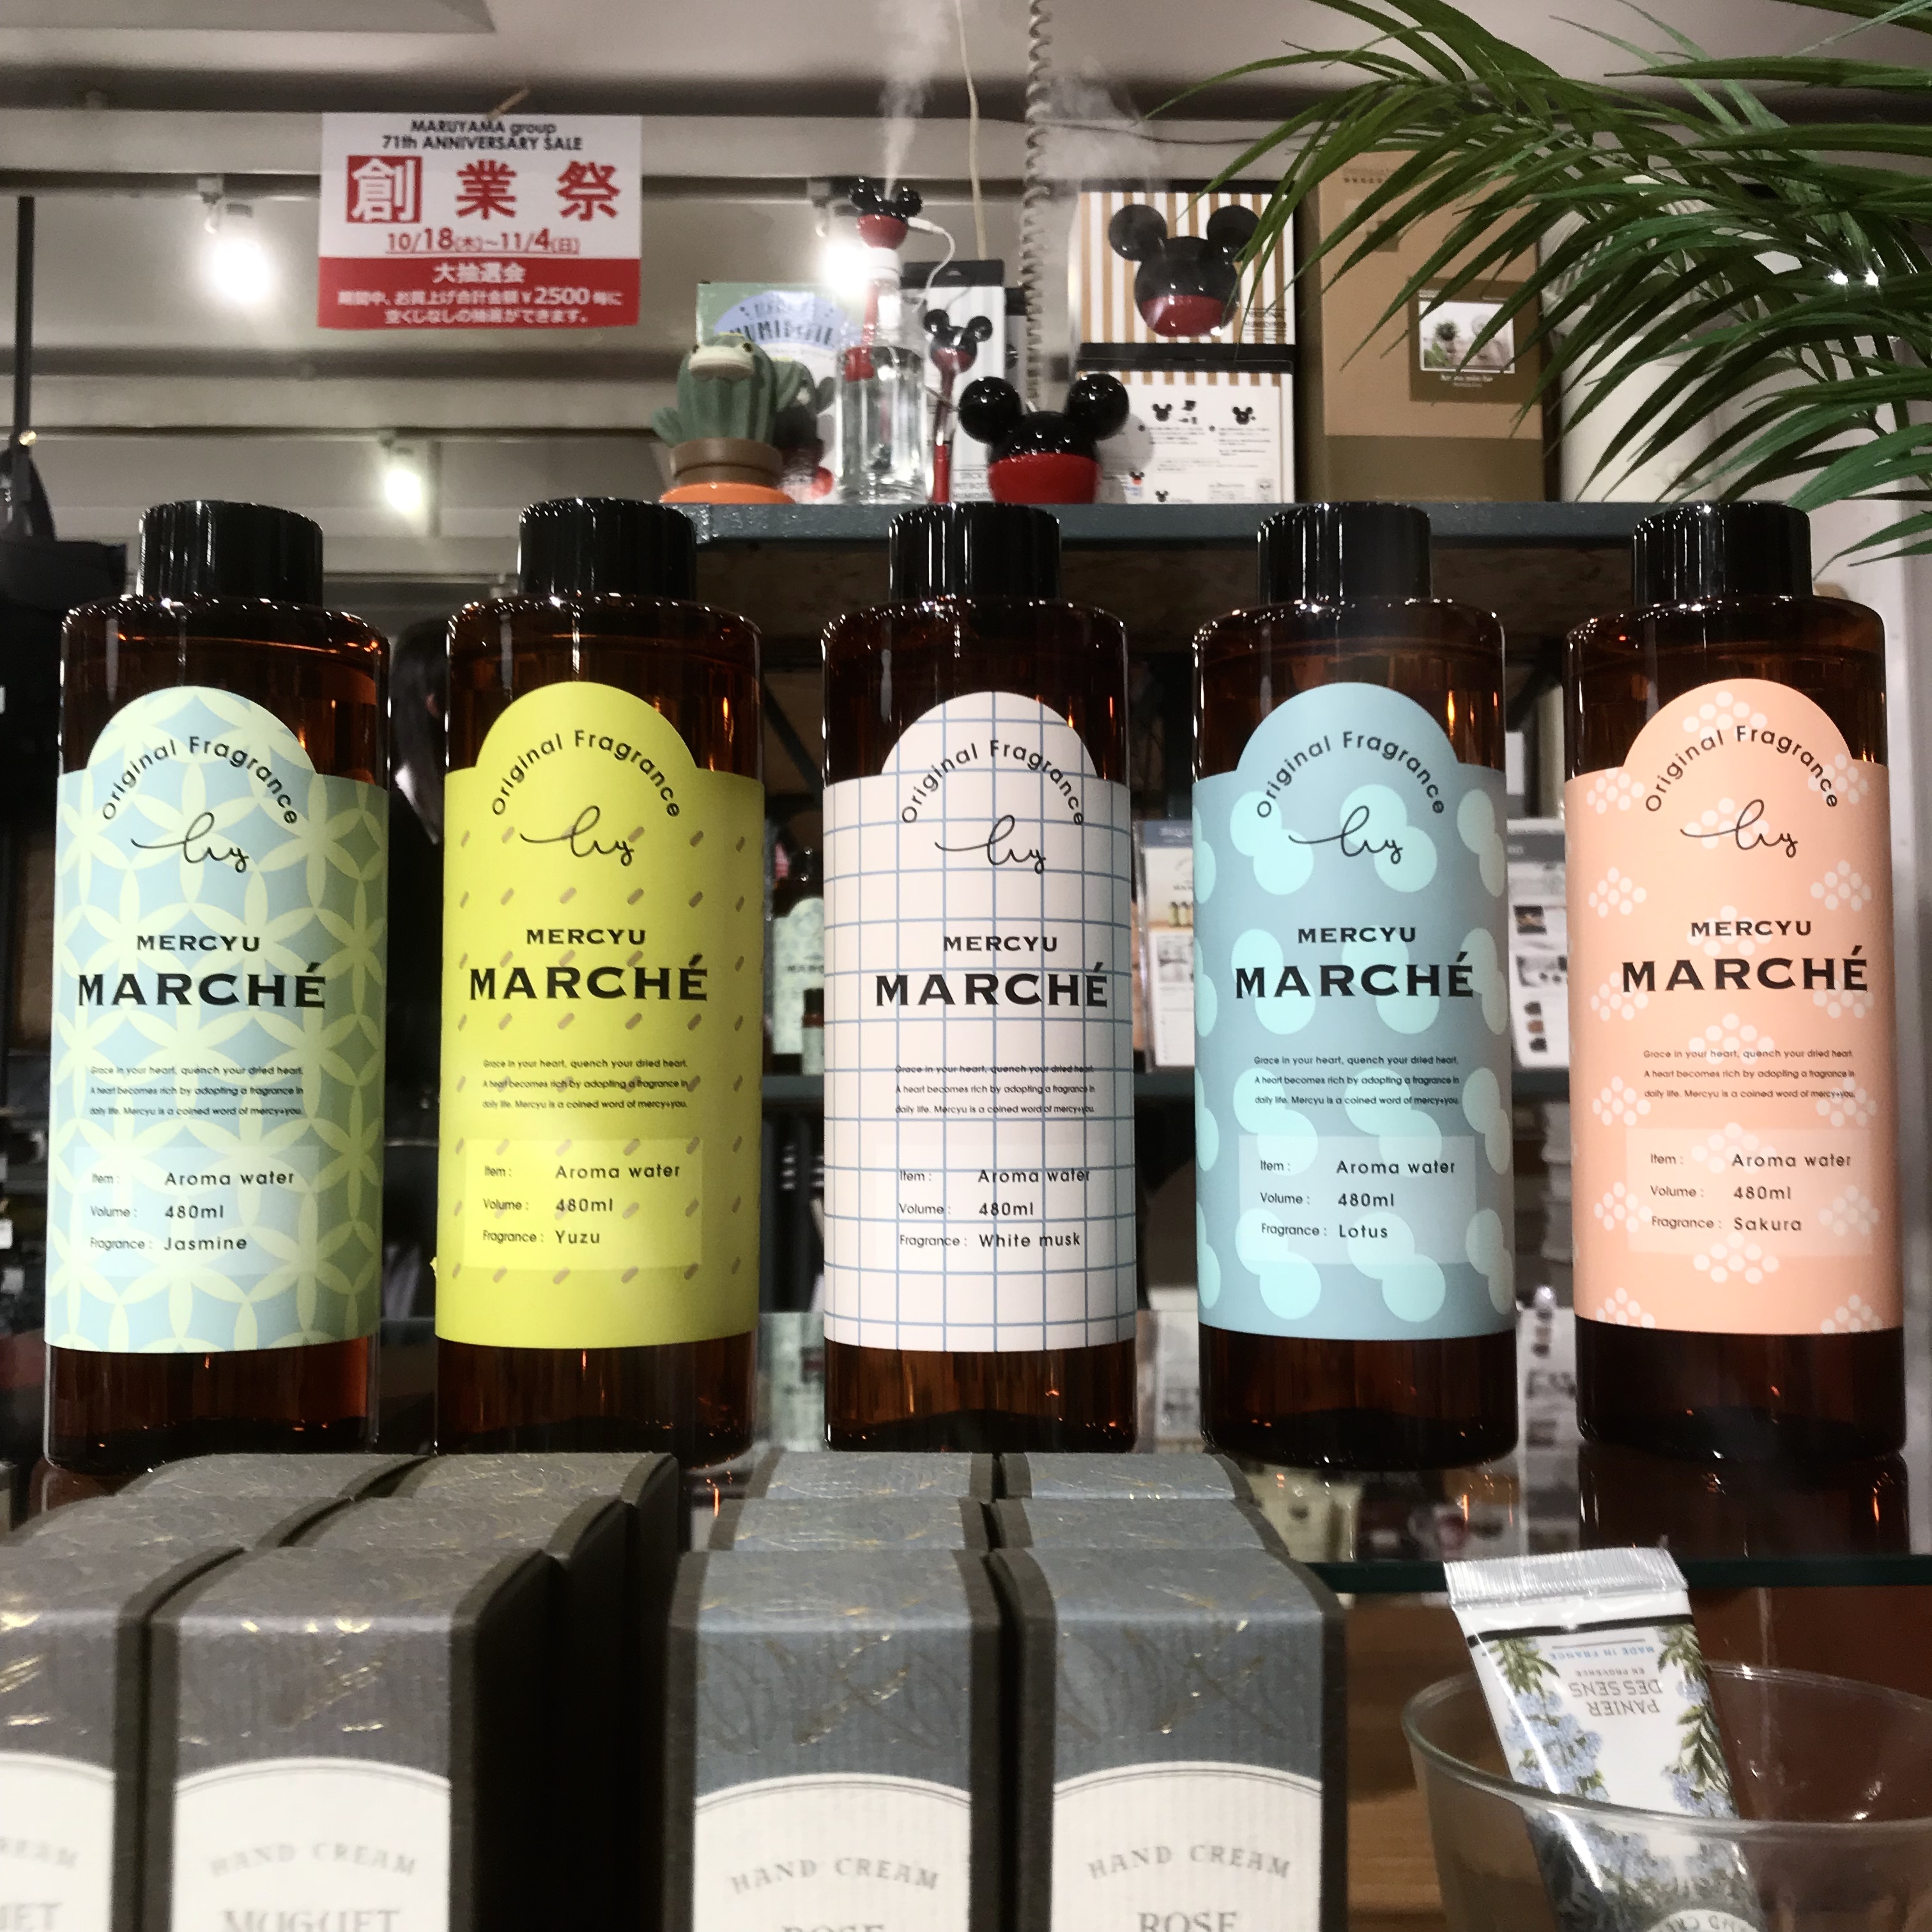 MARUYAMA group
71th ANNIVERSARY SALE
創業祭
10/18(木)~11/4(日)
大抽選会
期間中、お買上げ合計金額¥2500毎に
空くじなしの抽選ができます。
Original Fragrance
by
MERCYU
MARCHÉ
Grace in your heart, quench your dried heart.
A heart becomes rich by adopting a fragrance in
daily life. Mercyu is a coined word of mercy+you.
Item : Aroma water
Volume : 480ml
Fragrance : Jasmine
Original Fragrance
by
MERCYU
MARCHÉ
Grace in your heart, quench your dried heart.
A heart becomes rich by adopting a fragrance in
daily life. Mercyu is a coined word of mercy+you.
Item : Aroma water
Volume : 480ml
Fragrance : Yuzu
Original Fragrance
by
MERCYU
MARCHÉ
Grace in your heart, quench your dried heart.
A heart becomes rich by adopting a fragrance in
daily life. Mercyu is a coined word of mercy+you.
Item : Aroma water
Volume : 480ml
Fragrance : White musk
Original Fragrance
by
MERCYU
MARCHÉ
Grace in your heart, quench your dried heart.
A heart becomes rich by adopting a fragrance in
daily life. Mercyu is a coined word of mercy+you.
Item : Aroma water
Volume : 480ml
Fragrance : Lotus
Original Fragrance
by
MERCYU
MARCHÉ
Grace in your heart, quench your dried heart.
A heart becomes rich by adopting a fragrance in
daily life. Mercyu is a coined word of mercy+you.
Item : Aroma water
Volume : 480ml
Fragrance : Sakura
HAND CREAM
MUGUET
HAND CREAM
ROSE
HAND CREAM
ROSE
PANIER
DES SENS
EN PROVENCE
MADE IN FRANCE